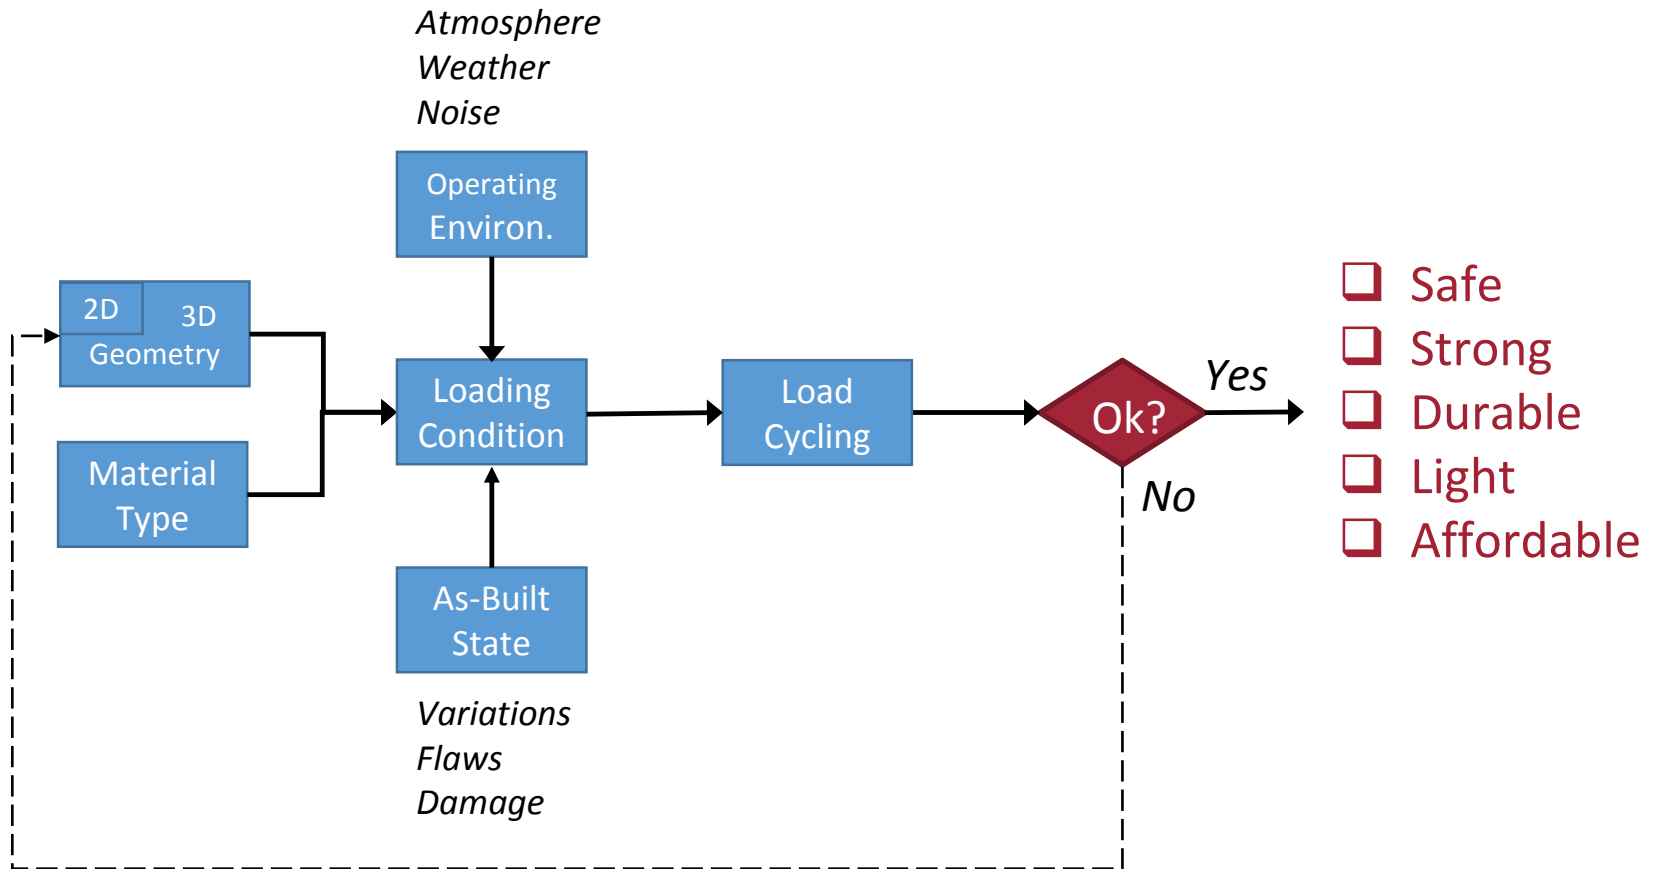 Atmosphere
Weather
Noise
Operating
Environ.
2D
3D
Geometry
Material
Type
Loading
Condition
As-Built
State
Variations
Flaws
Damage
Load
Cycling
Ok?
Yes
No
Safe
Strong
Durable
Light
Affordable